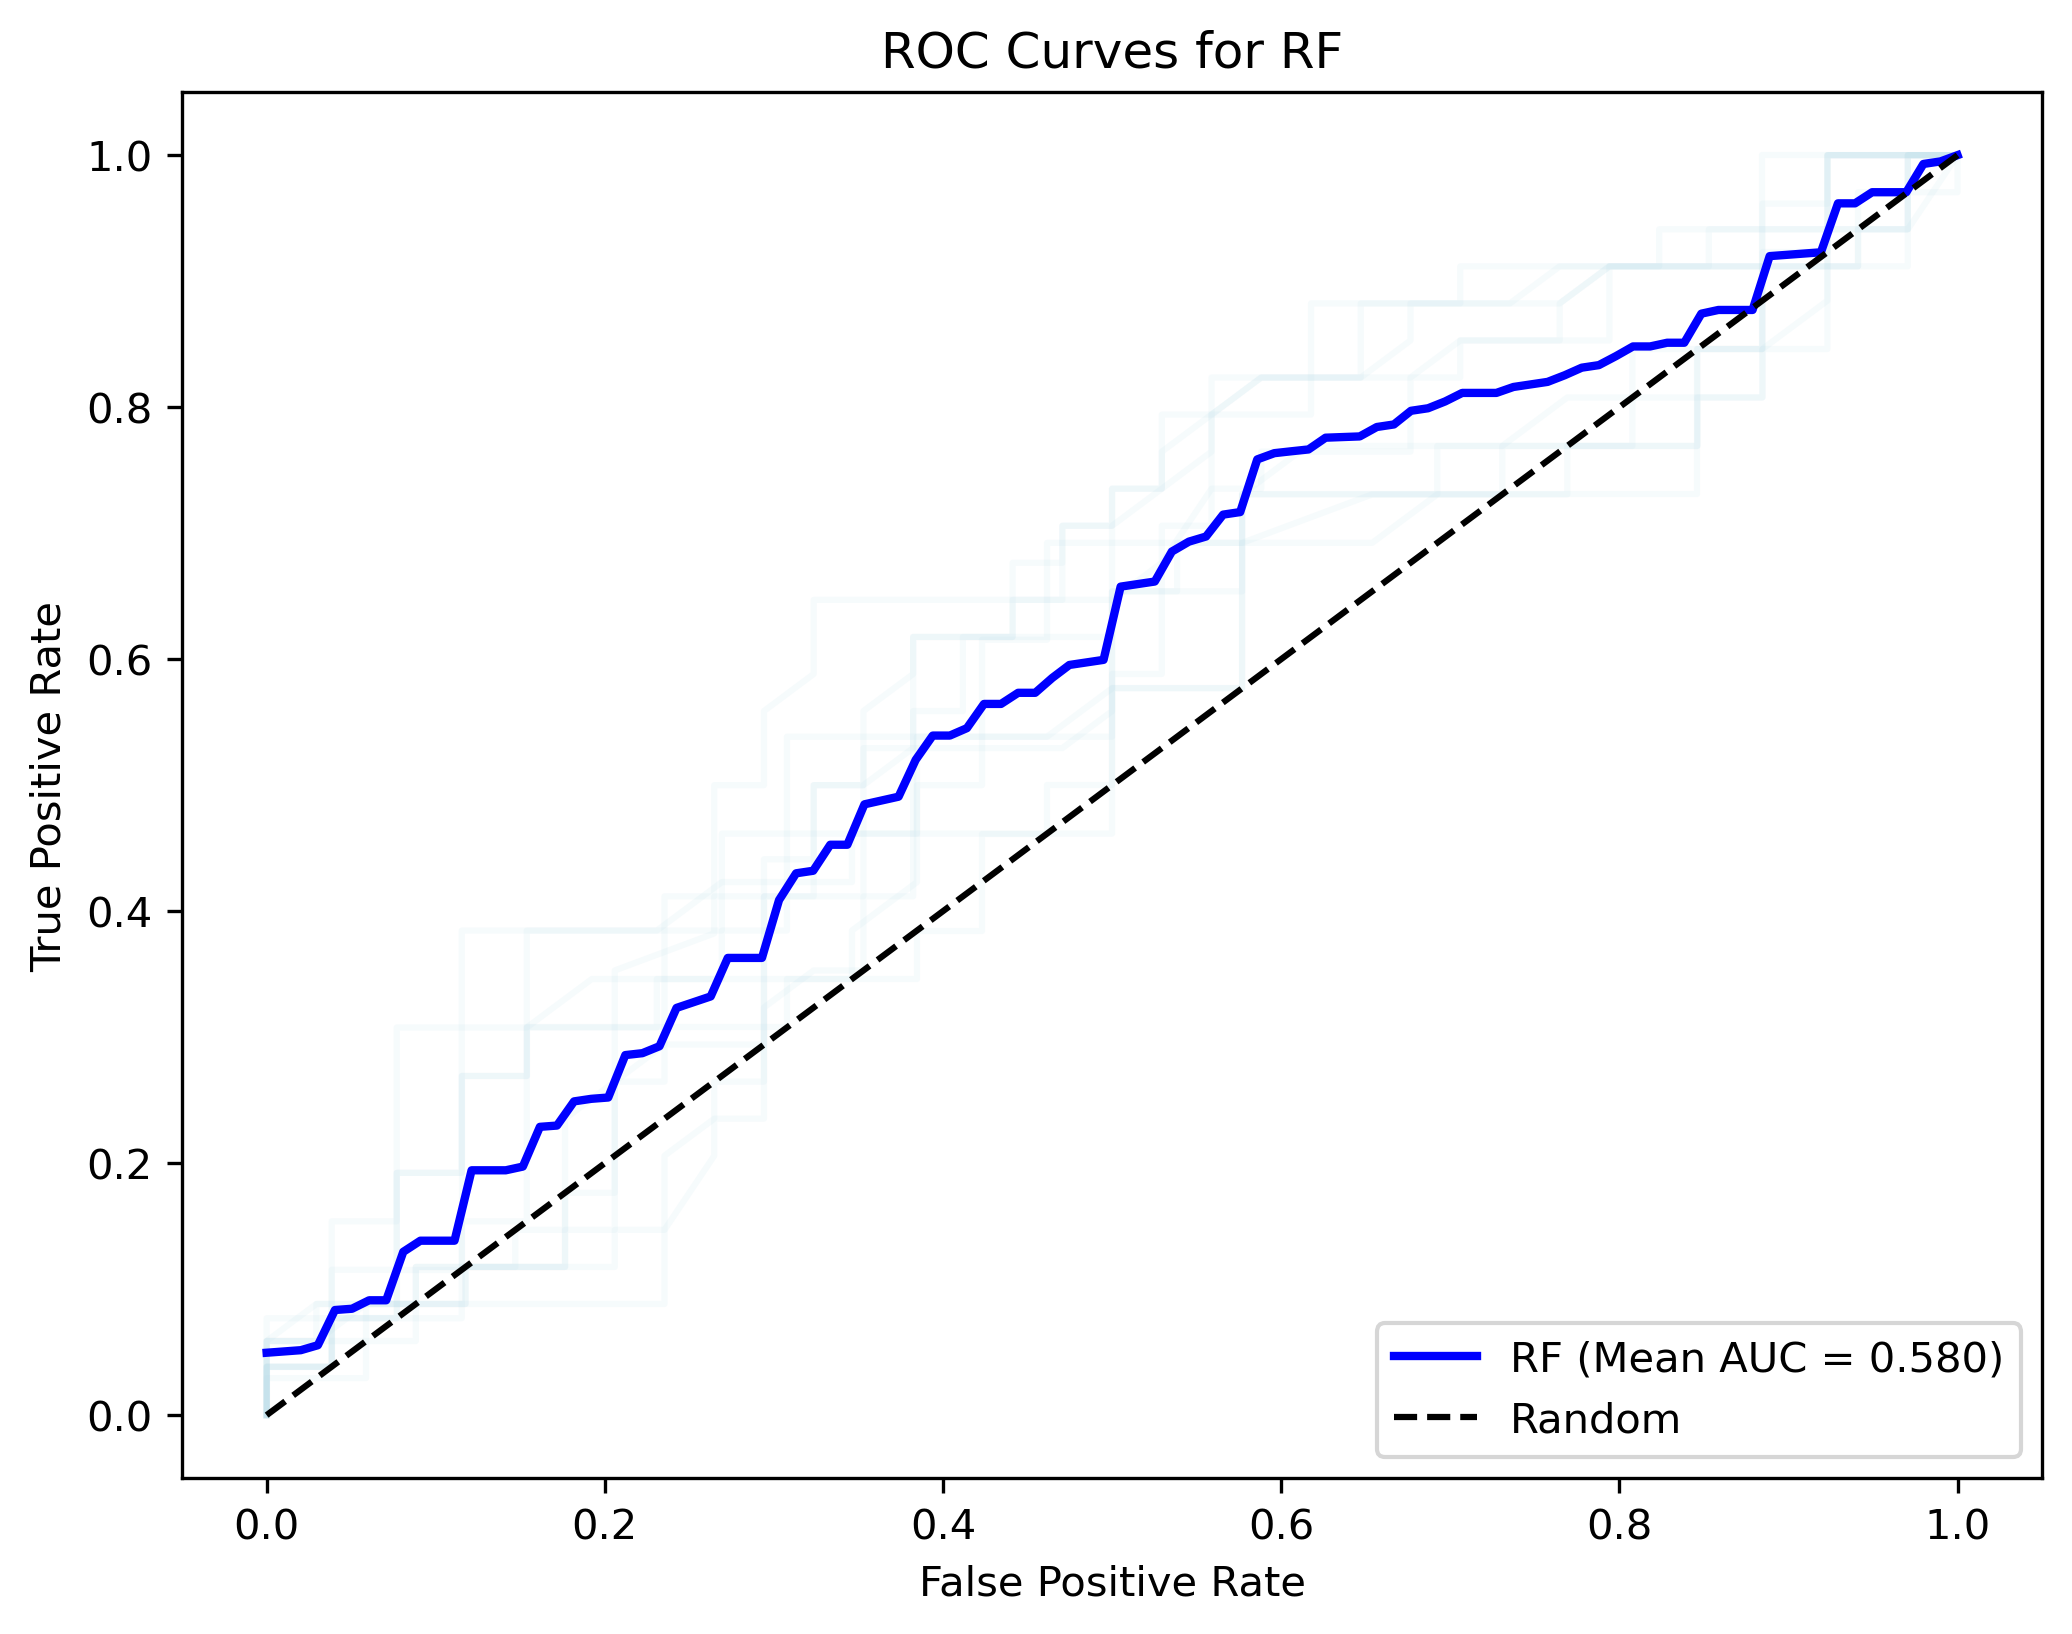 ROC Curves for RF
1.0
0.8
0.6
0.4
0.2
0.0
True Positive Rate
0.0 0.2 0.4 0.6 0.8 1.0
False Positive Rate
RF (Mean AUC = 0.580)
Random